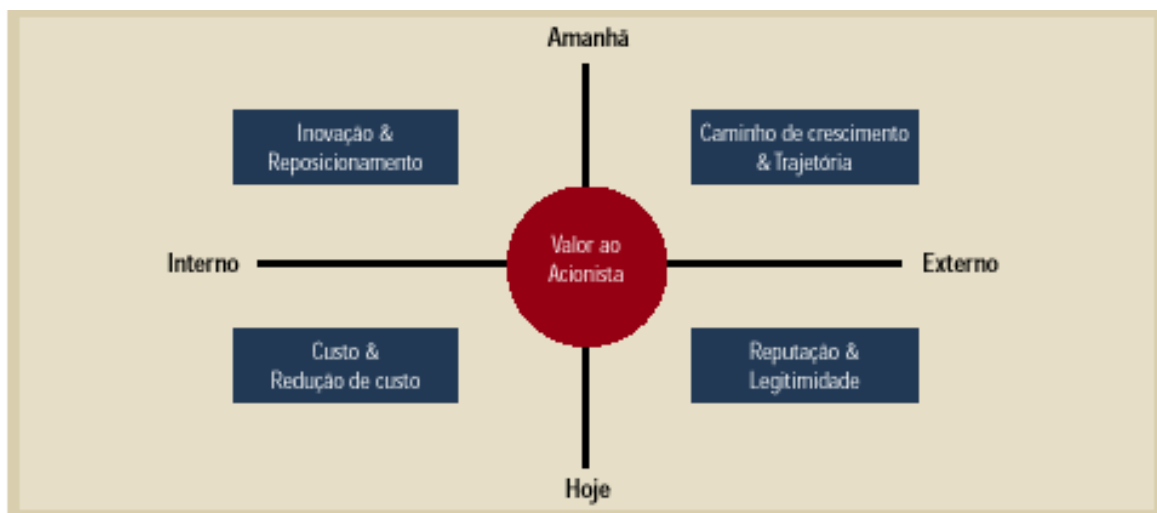 Amanhã
Inovação &
Reposicionamento
Caminho de crescimento
& Trajetória
Interno
Valor ao
Acionista
Externo
Custo &
Redução de custo
Reputação &
Legitimidade
Hoje